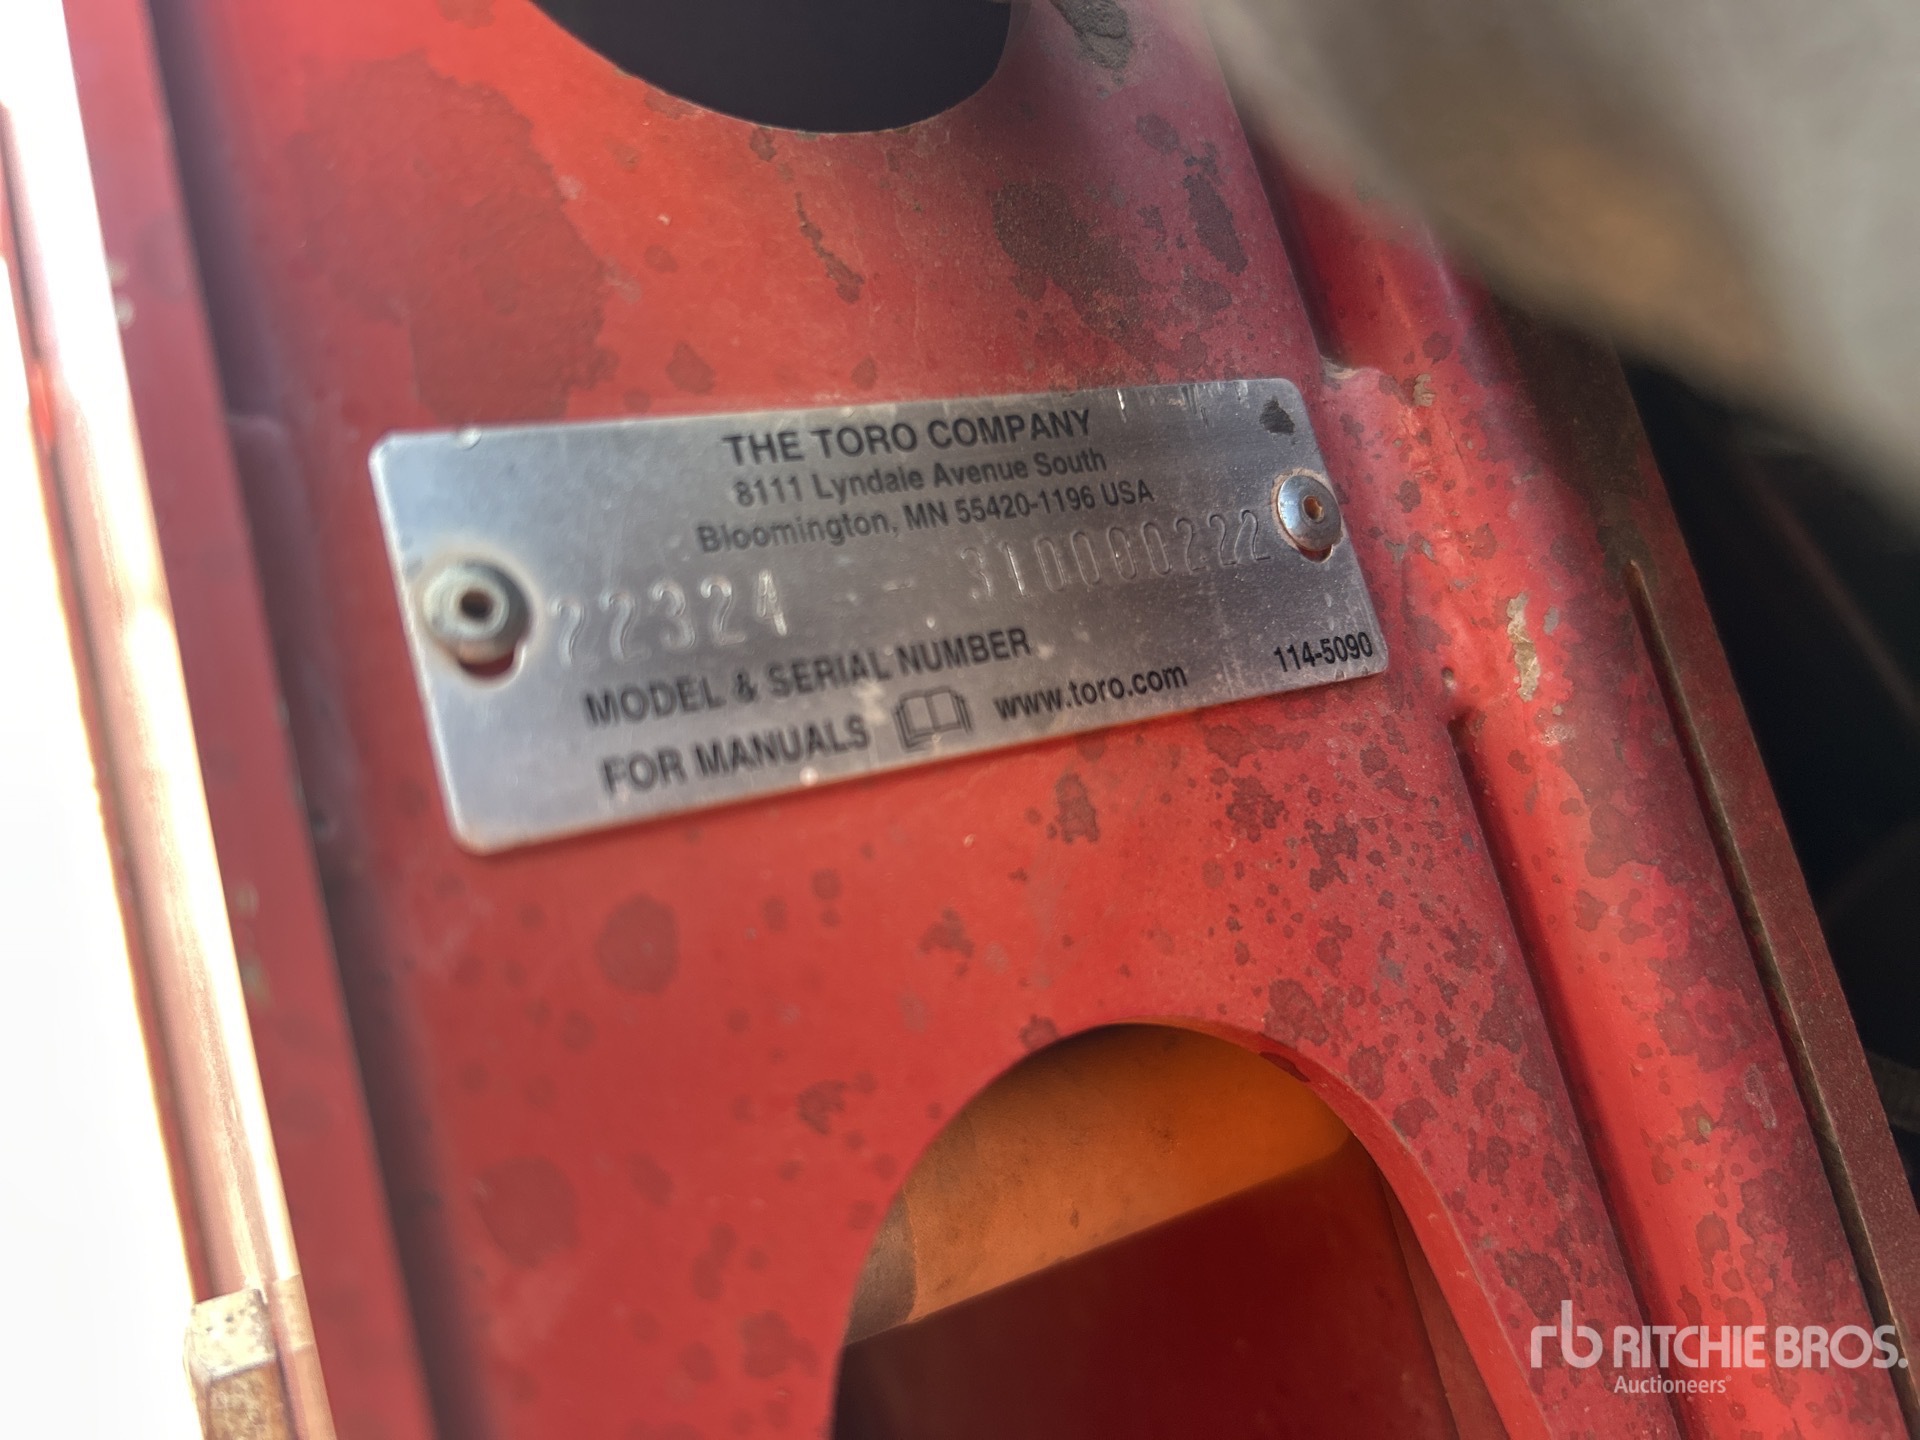 THE TORO COMPANY
8111 Lyndale Avenue South
Bloomington, MN 55420-1196 USA
22324 - 310000222
MODEL & SERIAL NUMBER
FOR MANUALS www.toro.com
114-5090
rb RITCHIE BROS.
Auctioneers